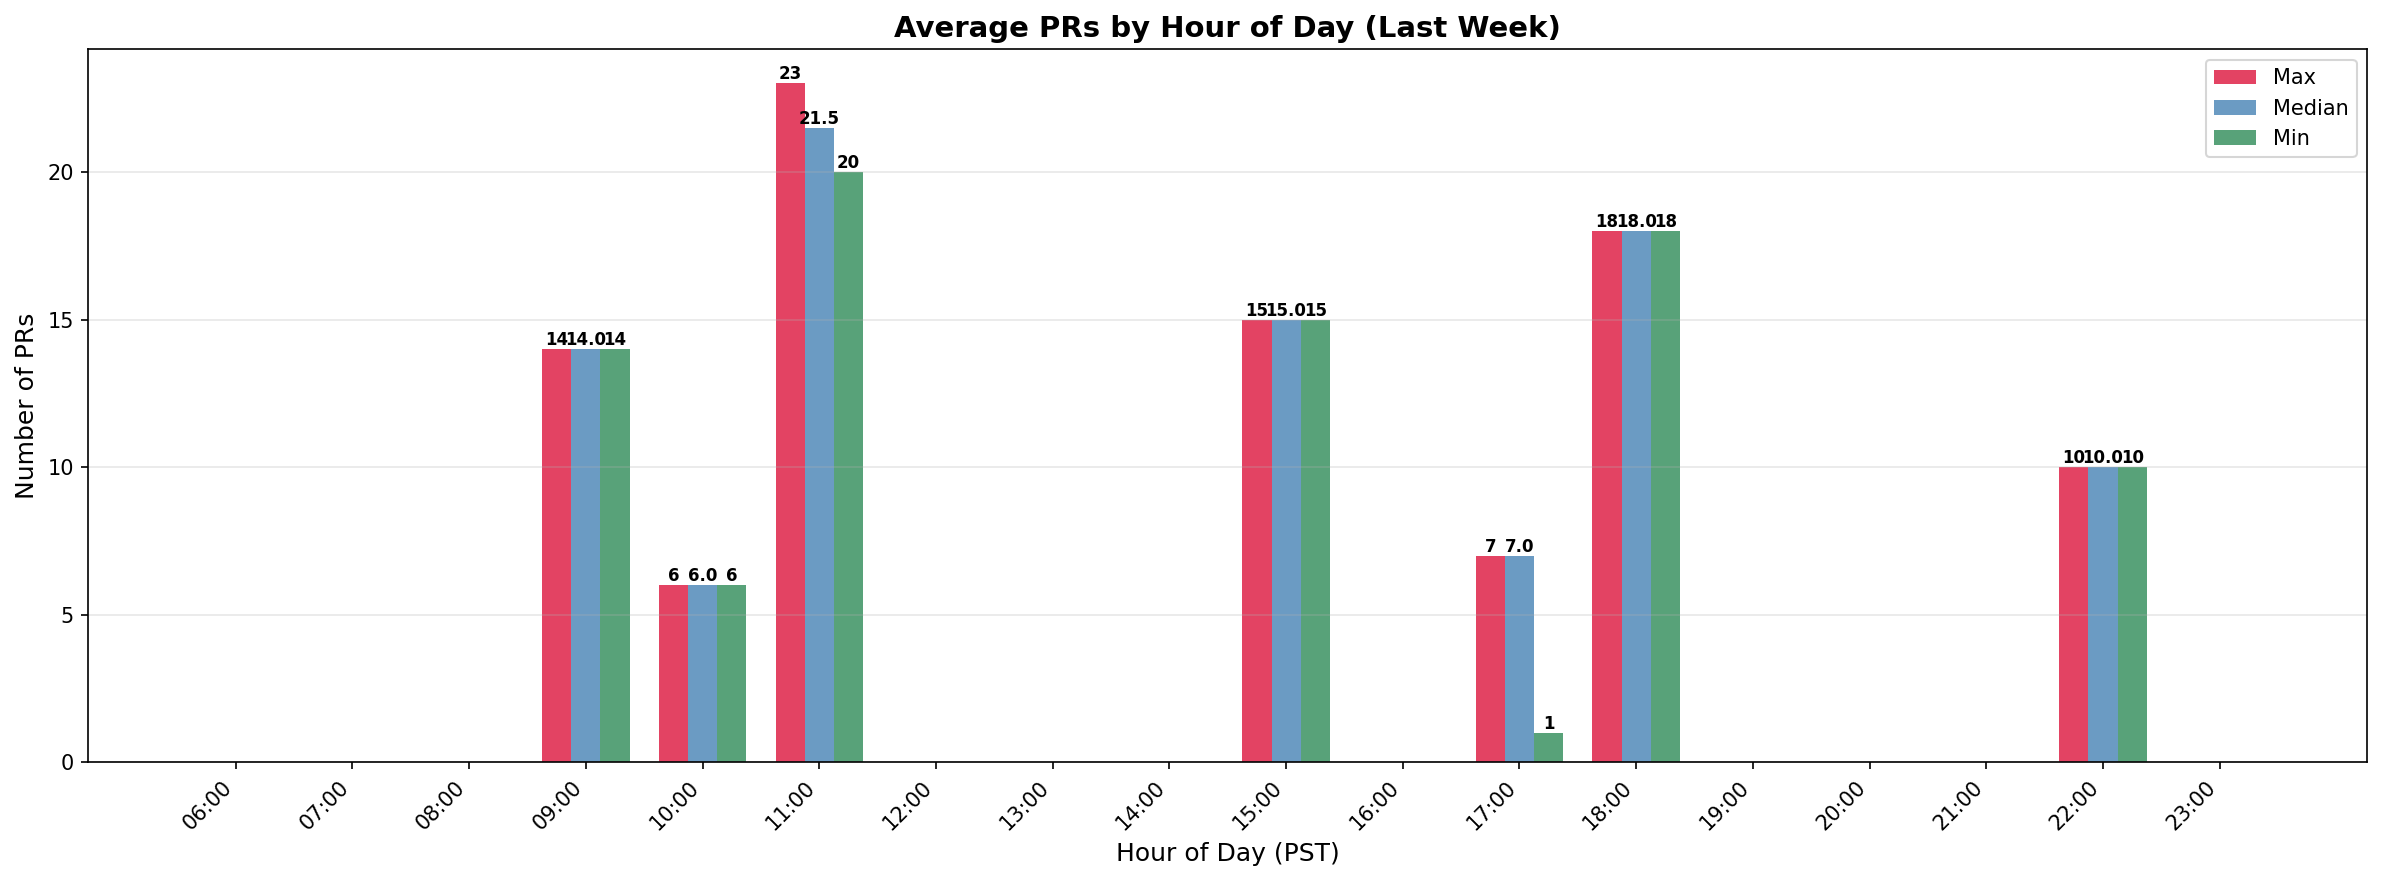 Average PRs by Hour of Day (Last Week)
Max
Median
Min
Number of PRs
20
15
10
5
0
14 14.0 14
6 6.0 6
23
21.5
20
15 15.0 15
7 7.0
1
18 18.0 18
10 10.0 10
06:00 07:00 08:00 09:00 10:00 11:00 12:00 13:00 14:00 15:00 16:00 17:00 18:00 19:00 20:00 21:00 22:00 23:00
Hour of Day (PST)